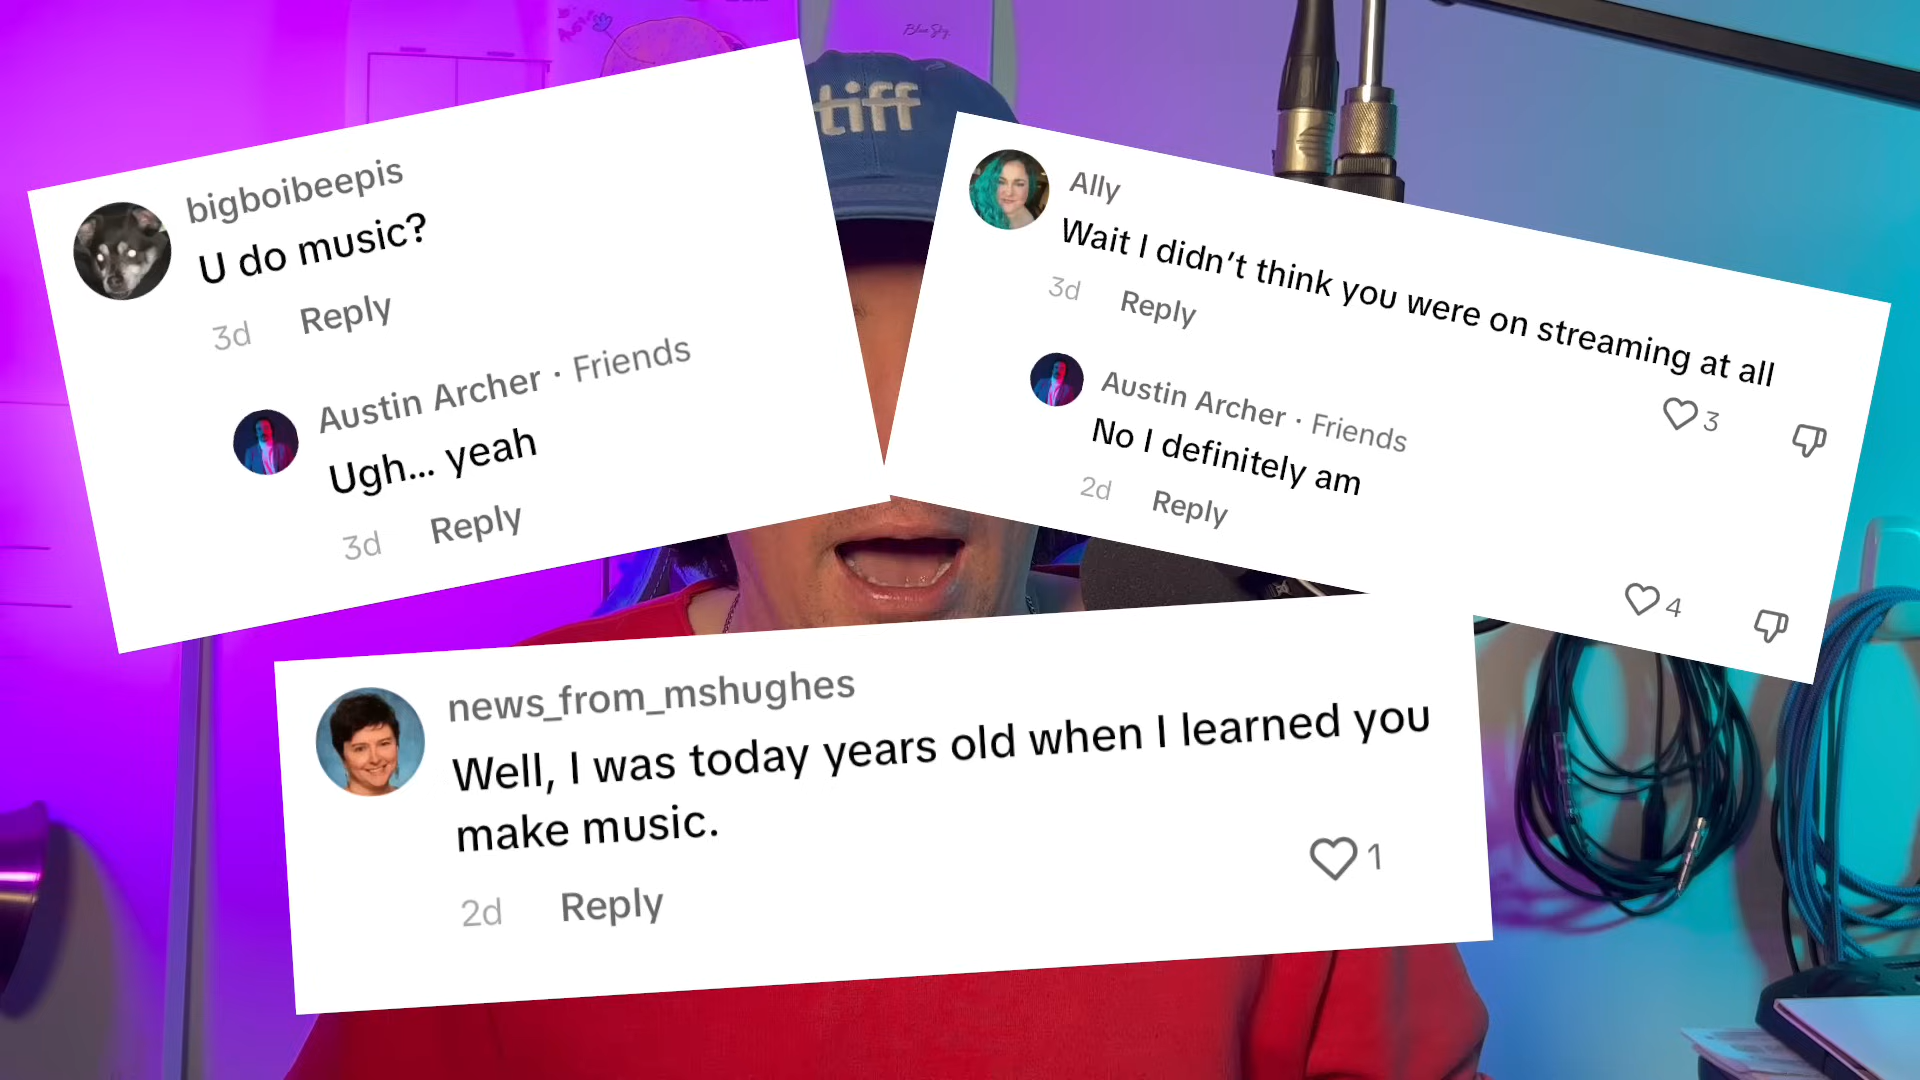 Blue Sky
tiff
bigboibeepis
U do music?
3d Reply
Austin Archer · Friends
Ugh... yeah
3d Reply
Ally
Wait I didn’t think you were on streaming at all
3d Reply
3
Austin Archer · Friends
No I definitely am
2d Reply
4
news_from_mshughes
Well, I was today years old when I learned you
make music.
2d Reply
1